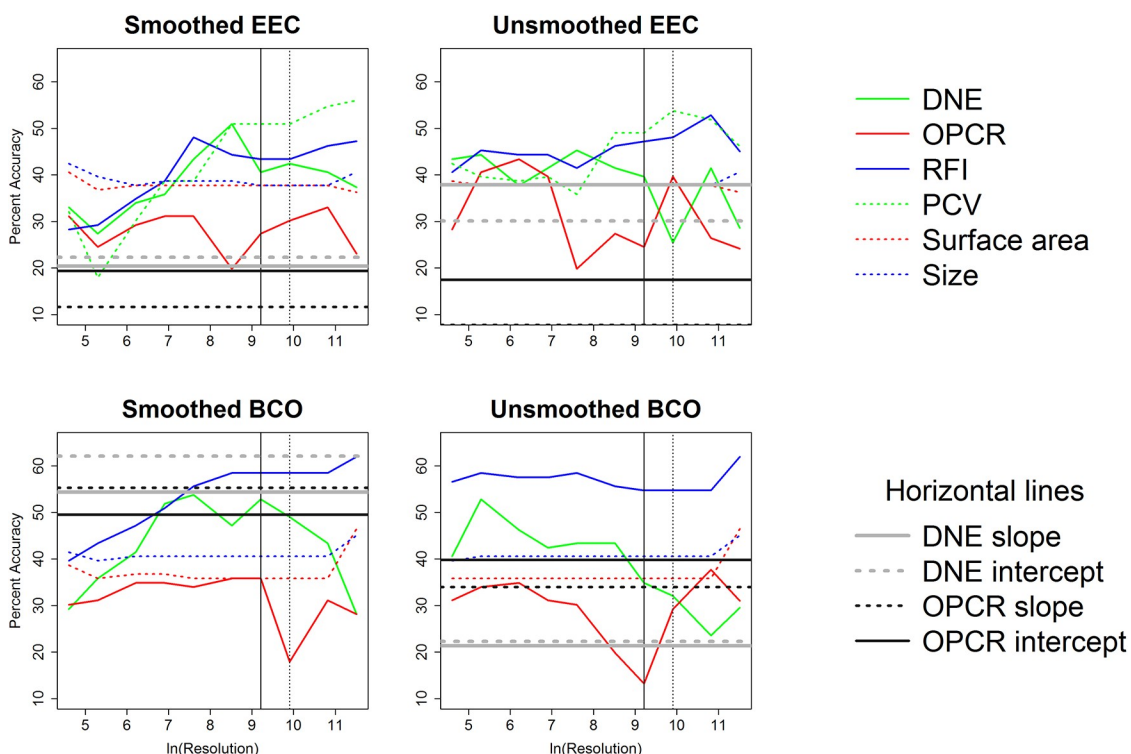 Smoothed EEC
Unsmoothed EEC
Percent Accuracy
60
50
40
30
20
10
5 6 7 8 9 10 11
60
50
40
30
20
10
5 6 7 8 9 10 11
DNE
OPCR
RFI
PCV
Surface area
Size
Smoothed BCO
Unsmoothed BCO
Percent Accuracy
60
50
40
30
20
10
5 6 7 8 9 10 11
ln(Resolution)
60
50
40
30
20
10
5 6 7 8 9 10 11
ln(Resolution)
Horizontal lines
DNE slope
DNE intercept
OPCR slope
OPCR intercept